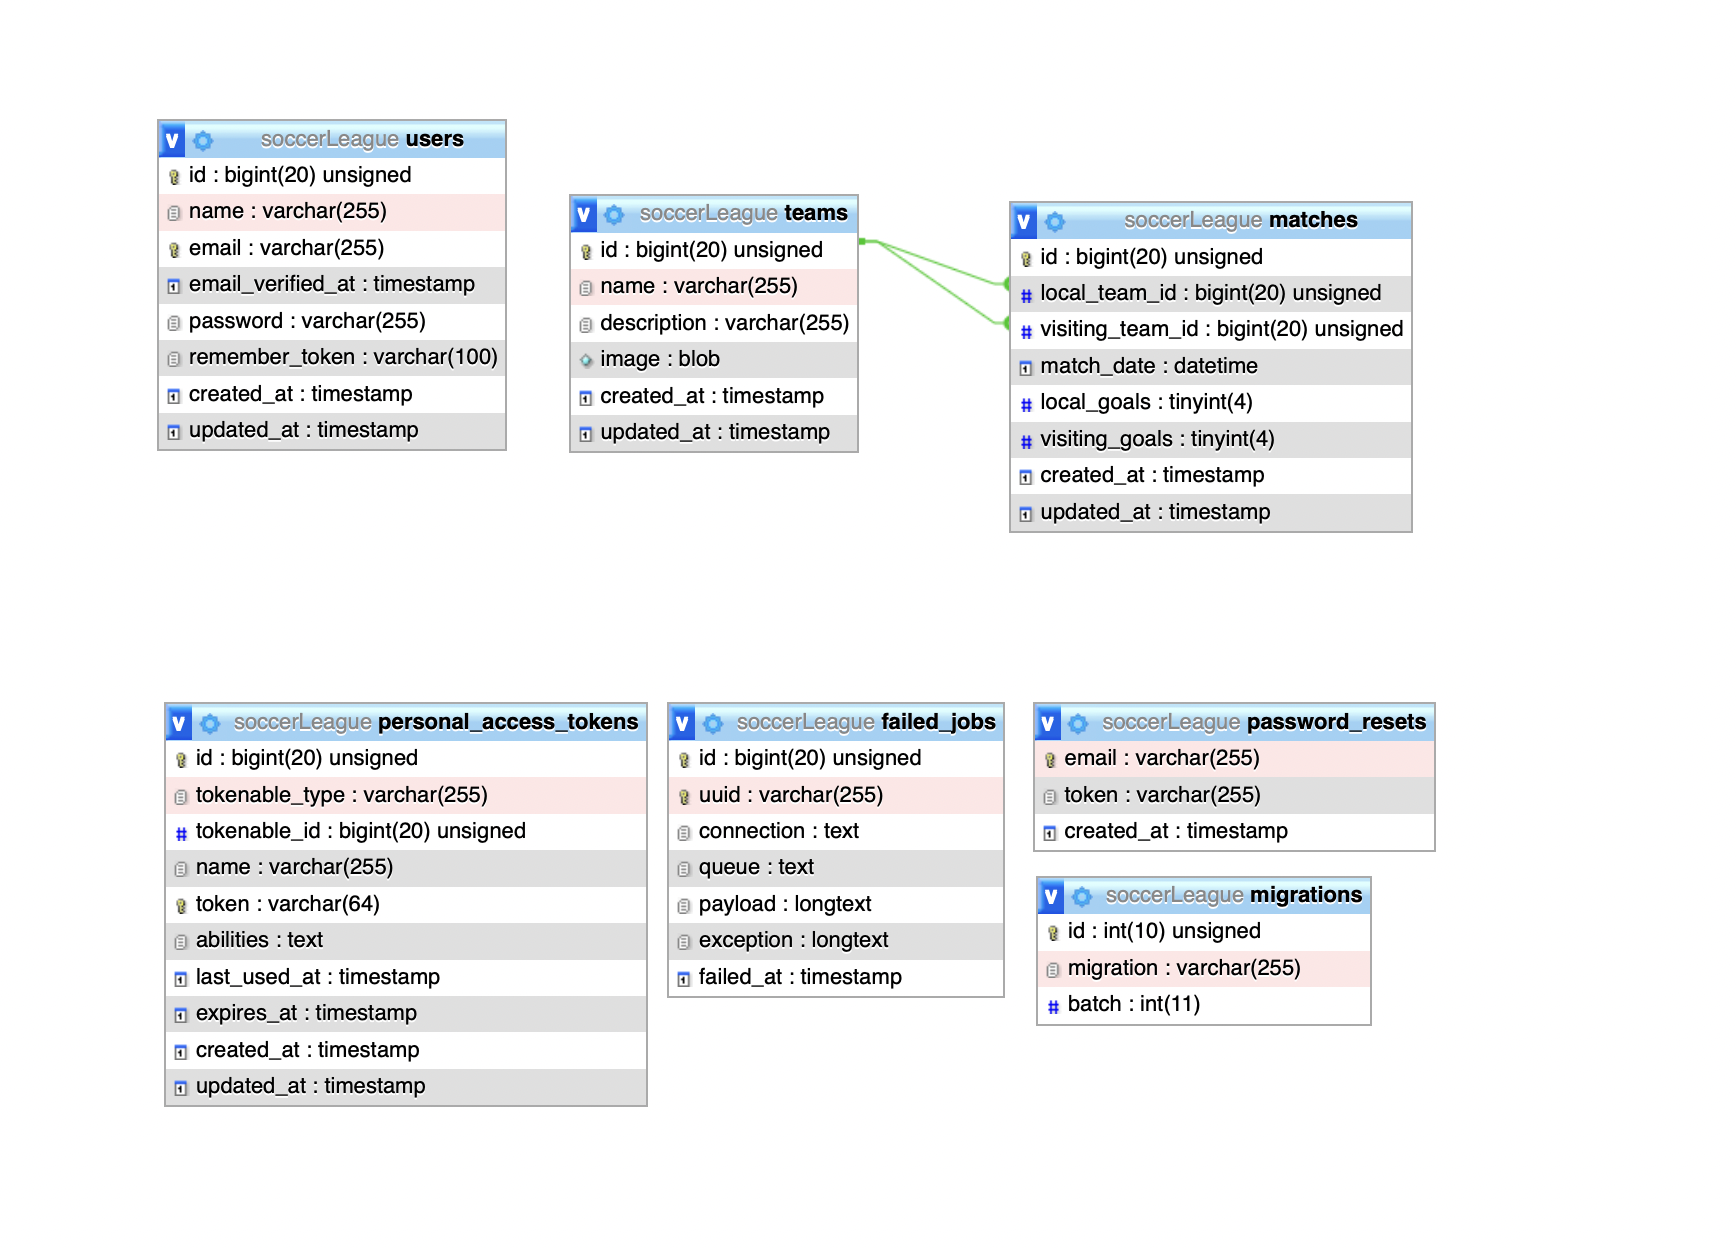 soccerLeague users
id : bigint(20) unsigned
name : varchar(255)
email : varchar(255)
email_verified_at : timestamp
password : varchar(255)
remember_token : varchar(100)
created_at : timestamp
updated_at : timestamp
soccerLeague teams
id : bigint(20) unsigned
name : varchar(255)
description : varchar(255)
image : blob
created_at : timestamp
updated_at : timestamp
soccerLeague matches
id : bigint(20) unsigned
local_team_id : bigint(20) unsigned
visiting_team_id : bigint(20) unsigned
match_date : datetime
local_goals : tinyint(4)
visiting_goals : tinyint(4)
created_at : timestamp
updated_at : timestamp
soccerLeague personal_access_tokens
id : bigint(20) unsigned
tokenable_type : varchar(255)
tokenable_id : bigint(20) unsigned
name : varchar(255)
token : varchar(64)
abilities : text
last_used_at : timestamp
expires_at : timestamp
created_at : timestamp
updated_at : timestamp
soccerLeague failed_jobs
id : bigint(20) unsigned
uuid : varchar(255)
connection : text
queue : text
payload : longtext
exception : longtext
failed_at : timestamp
soccerLeague password_resets
email : varchar(255)
token : varchar(255)
created_at : timestamp
soccerLeague migrations
id : int(10) unsigned
migration : varchar(255)
batch : int(11)